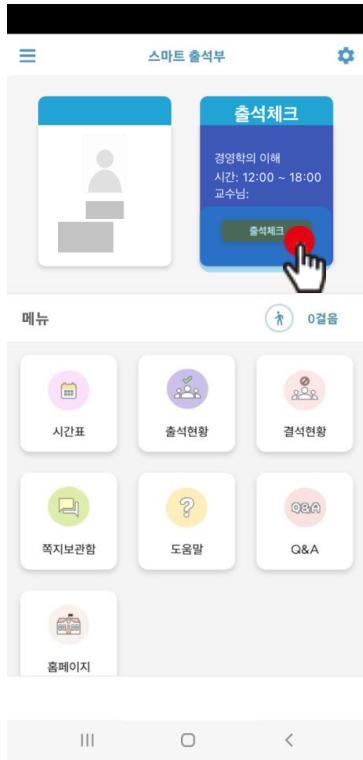 스마트 출석부
출석체크
경영학의 이해
시간: 12:00 ~ 18:00
교수님:
출석체크
메뉴
0걸음
시간표
출석현황
결석현황
쪽지보관함
도움말
Q&A
Q&A
홈페이지